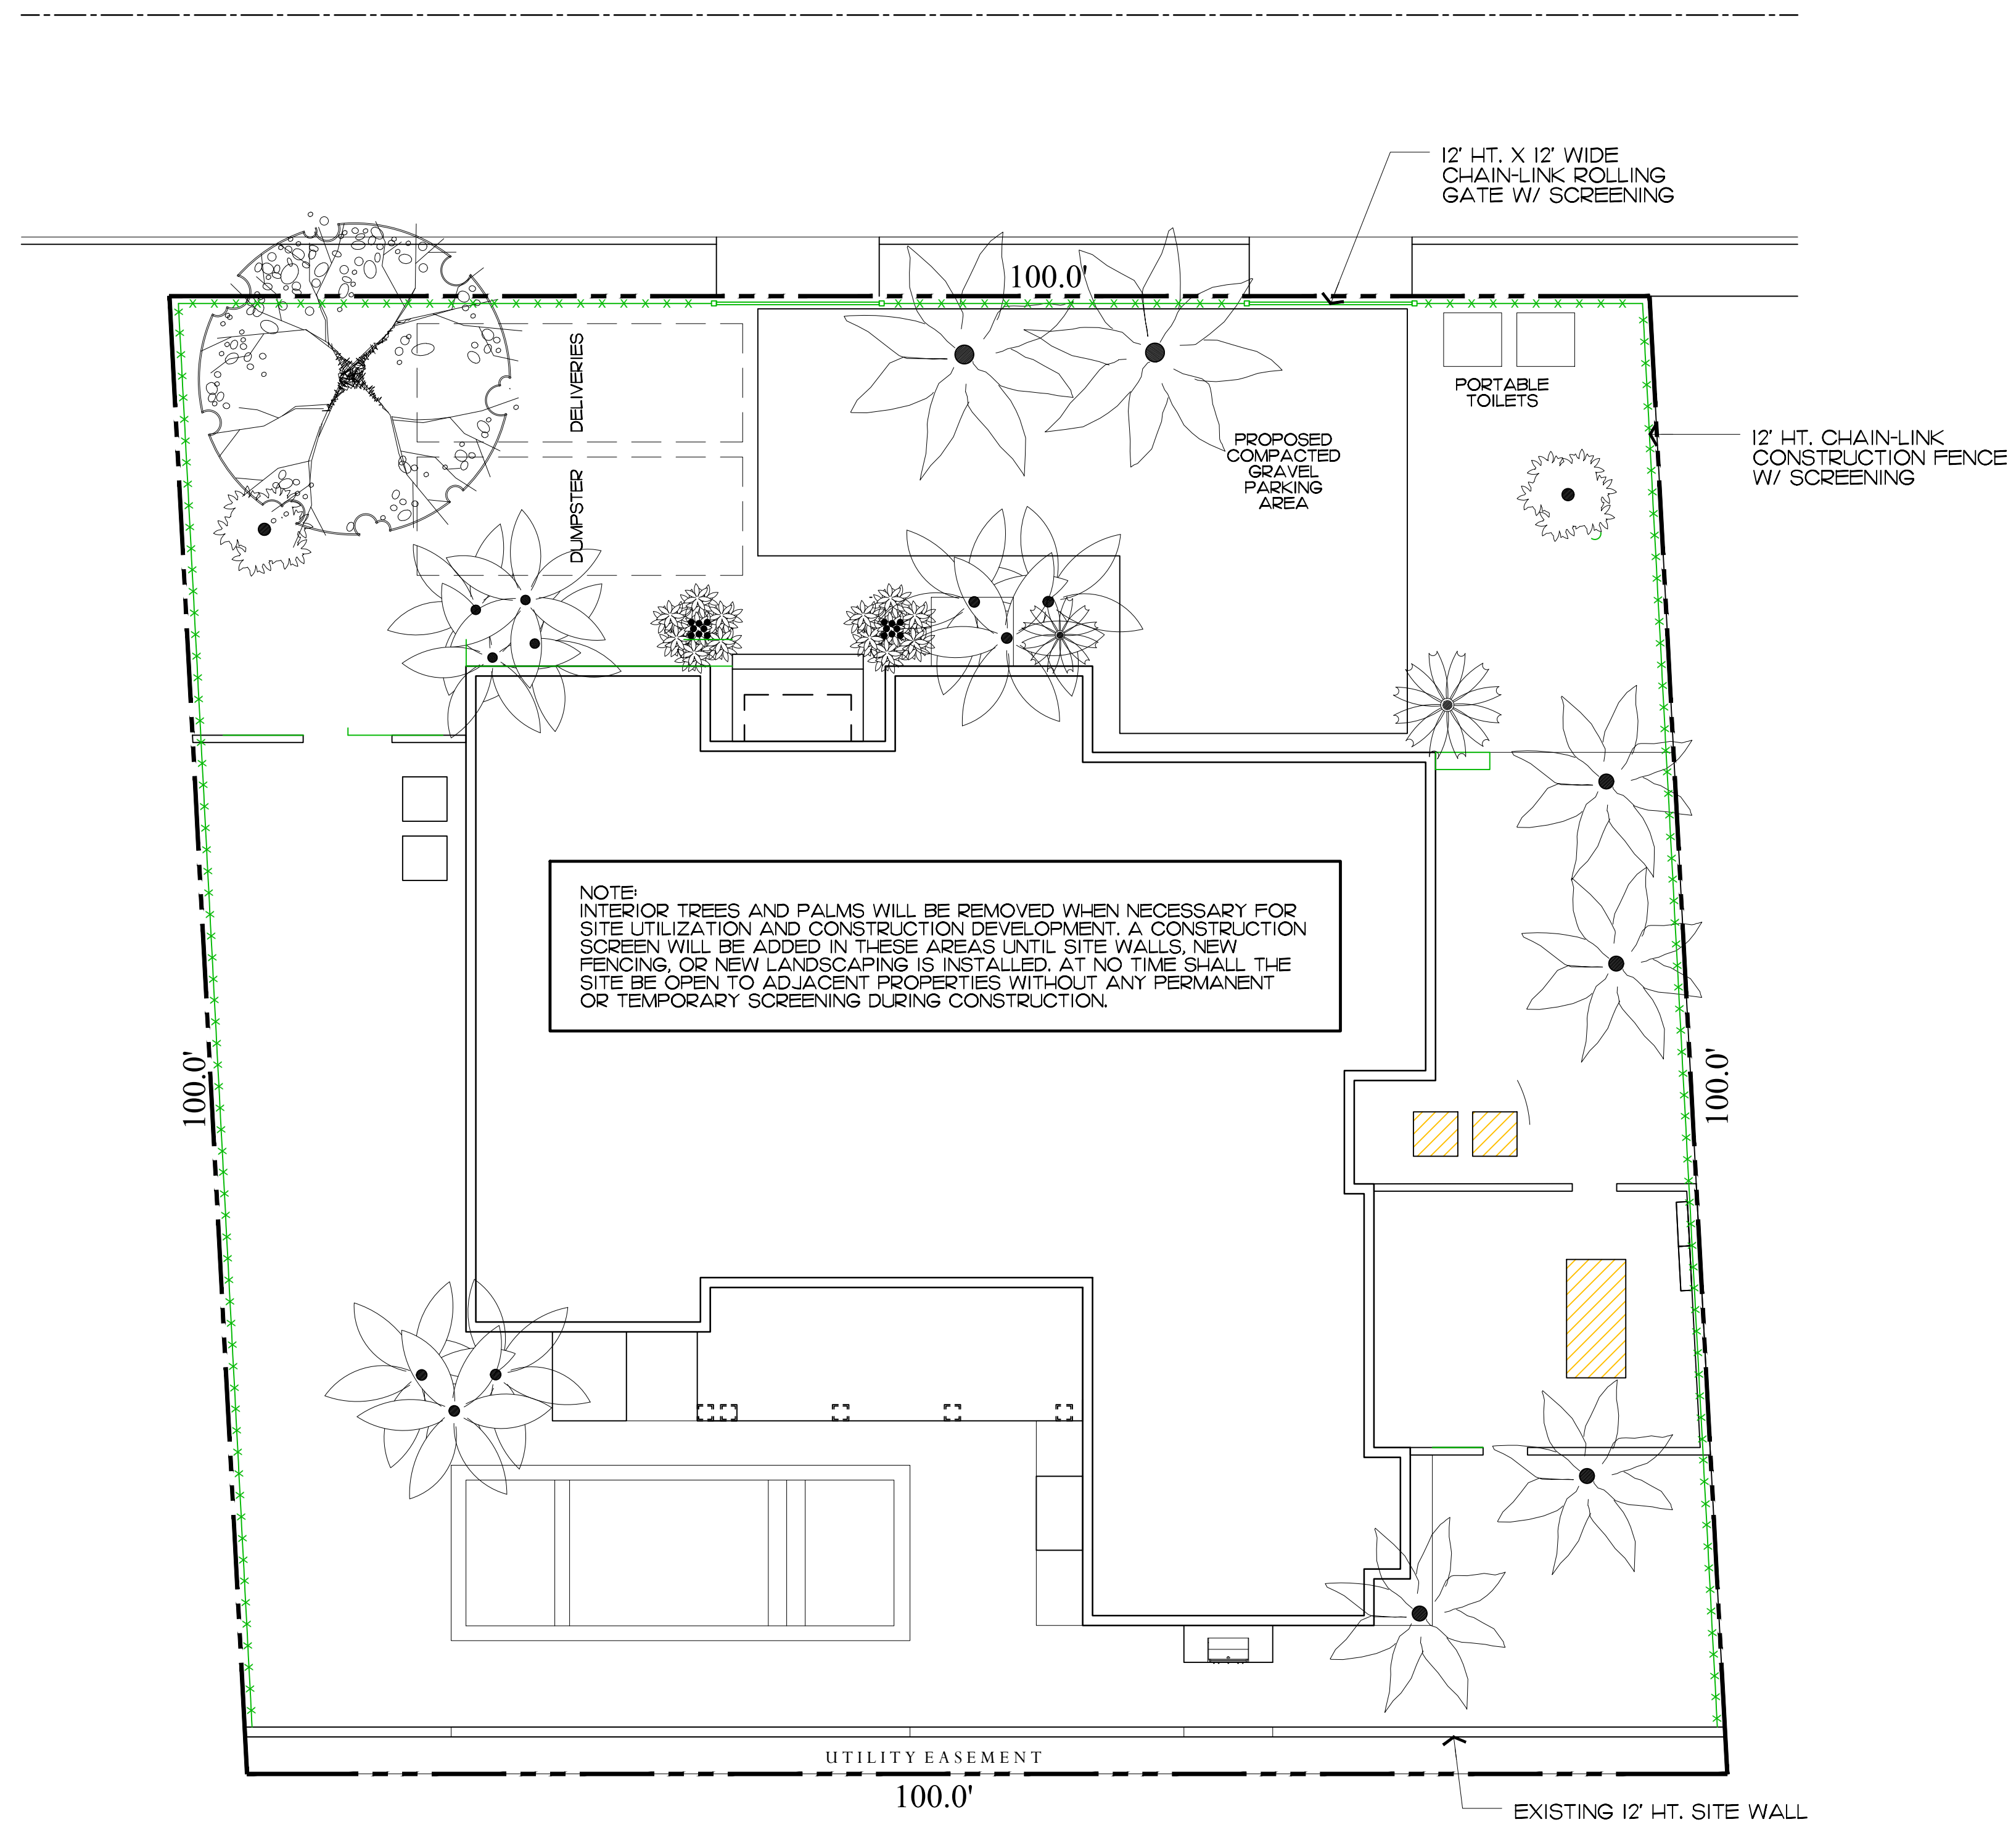 12' HT. X 12' WIDE
CHAIN-LINK ROLLING
GATE W/ SCREENING
100.0'
DELIVERIES
DUMPSTER
PORTABLE
TOILETS
PROPOSED
COMPACTED
GRAVEL
PARKING
AREA
12' HT. CHAIN-LINK
CONSTRUCTION FENCE
W/ SCREENING
NOTE:
INTERIOR TREES AND PALMS WILL BE REMOVED WHEN NECESSARY FOR
SITE UTILIZATION AND CONSTRUCTION DEVELOPMENT. A CONSTRUCTION
SCREEN WILL BE ADDED IN THESE AREAS UNTIL SITE WALLS, NEW
FENCING, OR NEW LANDSCAPING IS INSTALLED. AT NO TIME SHALL THE
SITE BE OPEN TO ADJACENT PROPERTIES WITHOUT ANY PERMANENT
OR TEMPORARY SCREENING DURING CONSTRUCTION.
100.0'
100.0'
UTILITY EASEMENT
100.0'
EXISTING 12' HT. SITE WALL